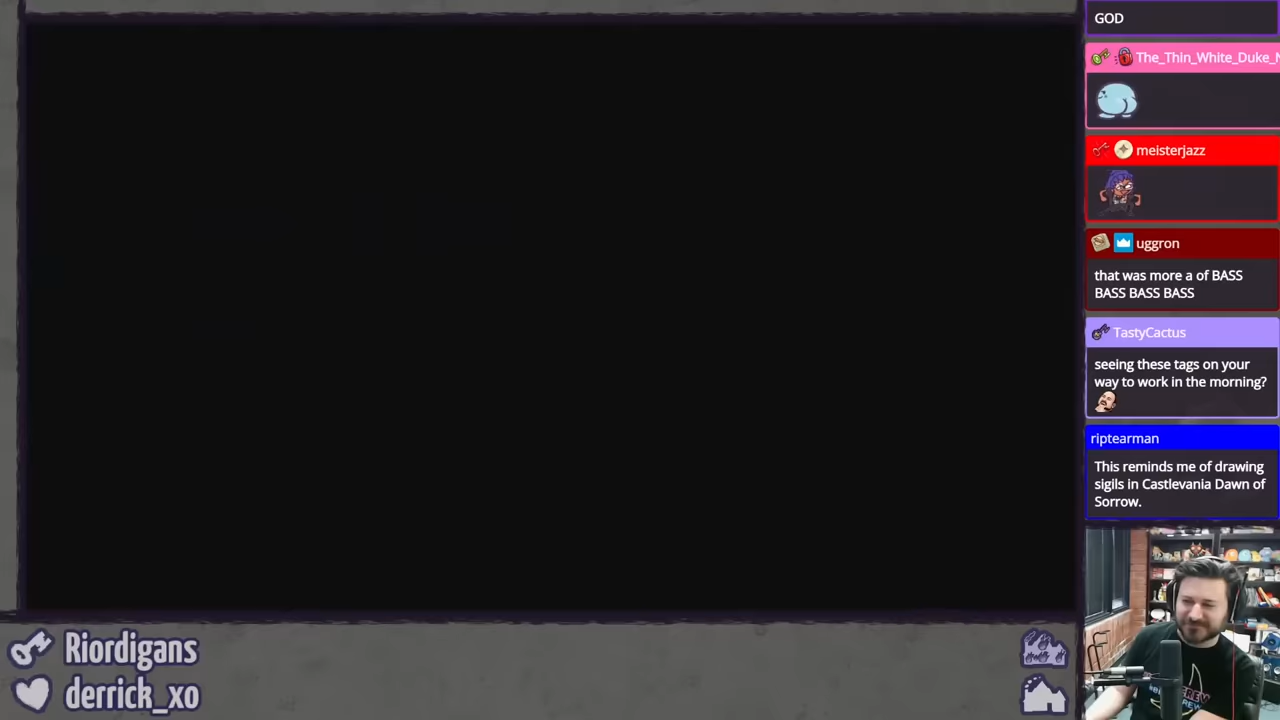 GOD
The_Thin_White_Duke_
meisterjazz
uggron
that was more a of BASS
BASS BASS BASS
TastyCactus
seeing these tags on your
way to work in the morning?
riptearman
This reminds me of drawing
sigils in Castlevania Dawn of
Sorrow.
Riordigans
derrick_xo